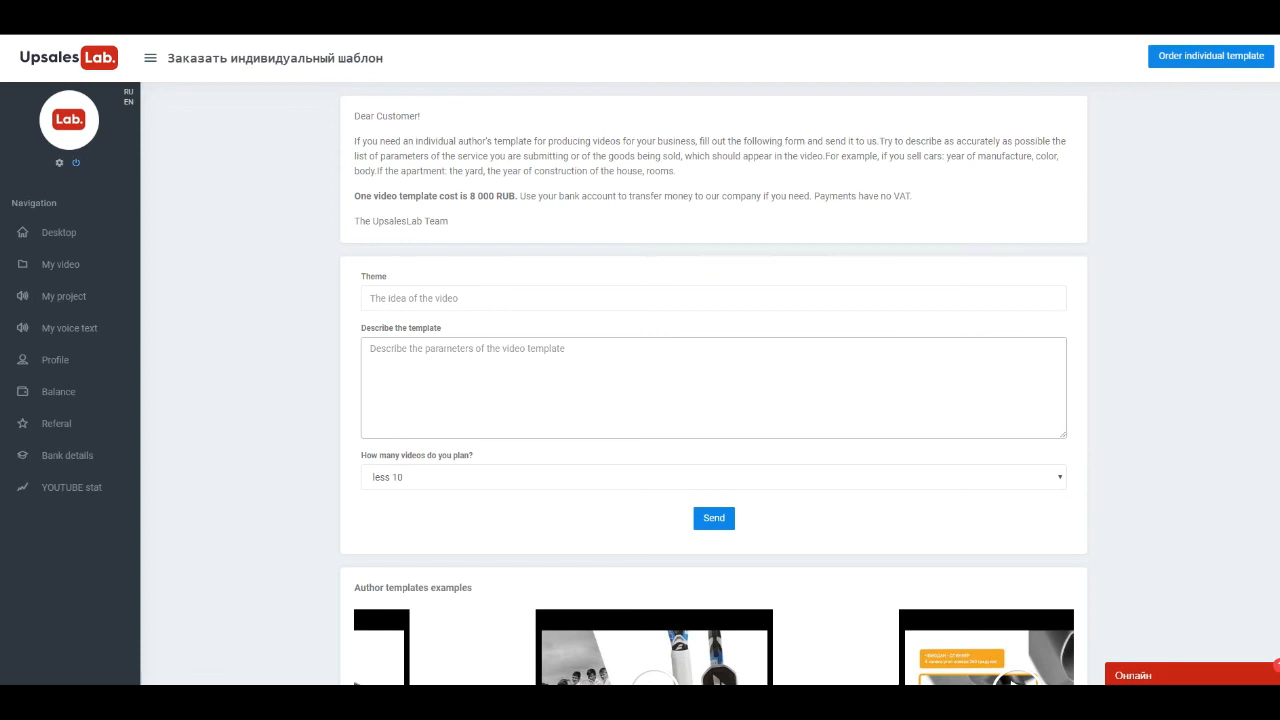 Upsales Lab.
Заказать индивидуальный шаблон
Order individual template
Lab.
RU
EN
Navigation
Desktop
My video
My project
My voice text
Profile
Balance
Referal
Bank details
YOUTUBE stat
Dear Customer!
If you need an individual author's template for producing videos for your business, fill out the following form and send it to us.Try to describe as accurately as possible the
list of parameters of the service you are submitting or of the goods being sold, which should appear in the video.For example, if you sell cars: year of manufacture, color,
body.If the apartment: the yard, the year of construction of the house, rooms.
One video template cost is 8 000 RUB. Use your bank account to transfer money to our company if you need. Payments have no VAT.
The UpsalesLab Team
Theme
The idea of the video
Describe the template
Describe the parameters of the video template
How many videos do you plan?
less 10
Send
Author templates examples
Онлайн